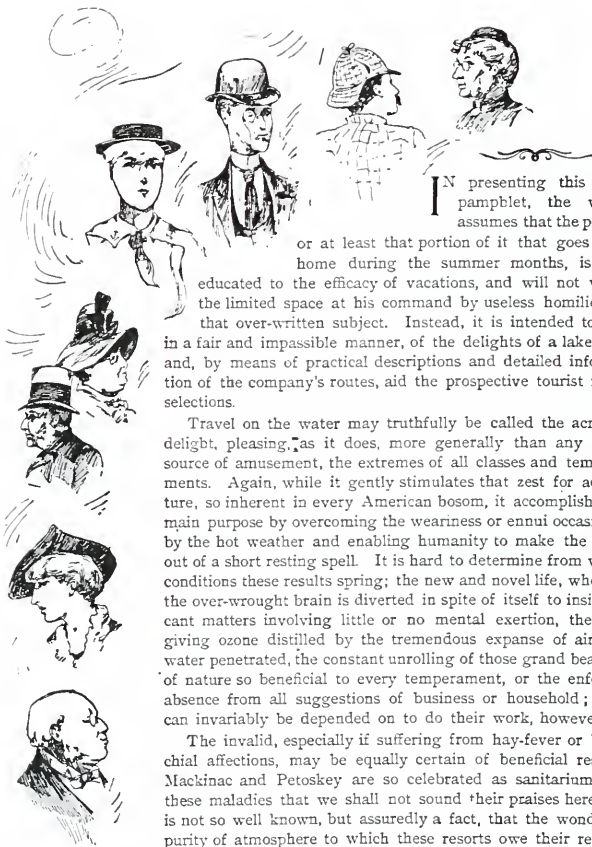 IN presenting this
pampblet, the w
assumes that the p
or at least that portion of it that goes
home during the summer months, is
educated to the efficacy of vacations, and will not
the limited space at his command by useless homili
that over-written subject. Instead, it is intended to
in a fair and impassible manner, of the delights of a lake
and, by means of practical descriptions and detailed info
tion of the company's routes, aid the prospective tourist
selections.
Travel on the water may truthfully be called the acr
deligbt, pleasing, as it does, more generally than any
source of amusement, the extremes of all classes and tem
ments. Again, while it gently stimulates that zest for a
ture, so inherent in every American bosom, it accomplish
main purpose by overcoming the weariness or ennui occas
by the hot weather and enabling humanity to make the
out of a short resting spell. It is hard to determine from
conditions these results spring; the new and novel life, wh
the over-wrought brain is diverted in spite of itself to insi
cant matters involving little or no mental exertion, the
giving ozone distilled by the tremendous expanse of air
water penetrated, the constant unrolling of those grand bea
of nature so beneficial to every temperament, or the enf
absence from all suggestions of business or household;
can invariably be depended on to do their work, howeve
The invalid, especially if suffering from hay-fever or
chial affections, may be equally certain of beneficial re
Mackinac and Petoskey are so celebrated as sanitarium
these maladies that we shall not sound their praises here
is not so well known, but assuredly a fact, that the wond
purity of atmosphere to which these resorts owe their re